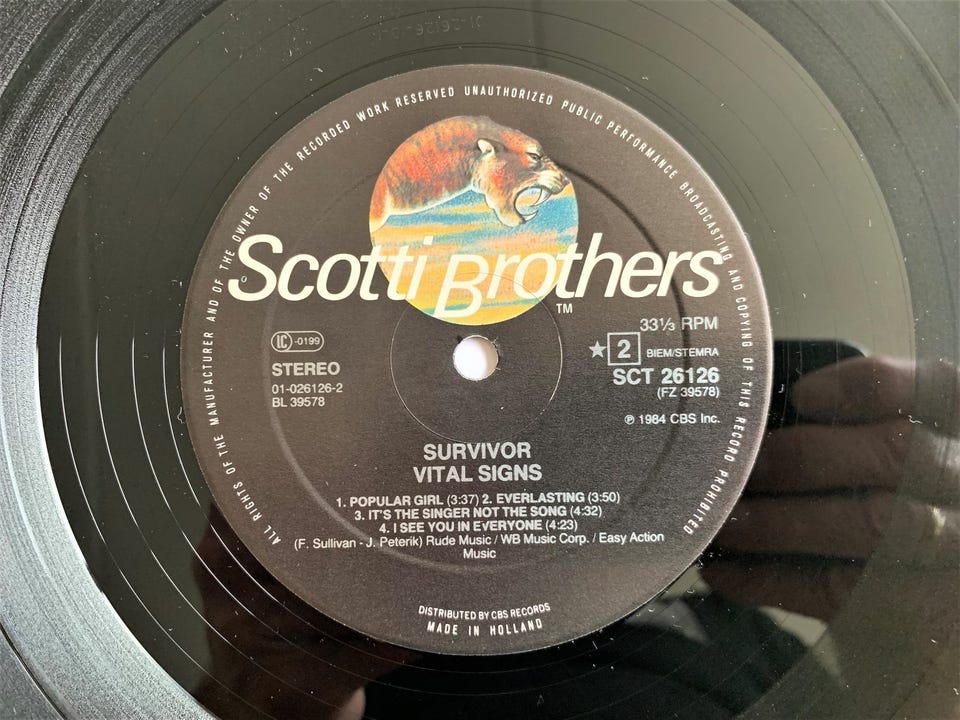 ALL RIGHTS OF THE MANUFACTURER AND OF THE OWNER OF THE RECORDED WORK RESERVED UNAUTHORIZED PUBLIC PERFORMANCE BROADCASTING AND COPYING OF THIS RECORD PROHIBITED
Scotti Brothers
TM
33⅓ RPM
LC -0199
★ 2 BIEM/STEMRA
STEREO
SCT 26126
01-026126-2
(FZ 39578)
BL 39578
℗ 1984 CBS Inc.
SURVIVOR
VITAL SIGNS
1. POPULAR GIRL (3:37) 2. EVERLASTING (3:50)
3. IT'S THE SINGER NOT THE SONG (4:32)
4. I SEE YOU IN EVERYONE (4:23)
(F. Sullivan - J. Peterik) Rude Music / WB Music Corp. / Easy Action
Music
DISTRIBUTED BY CBS RECORDS
MADE IN HOLLAND